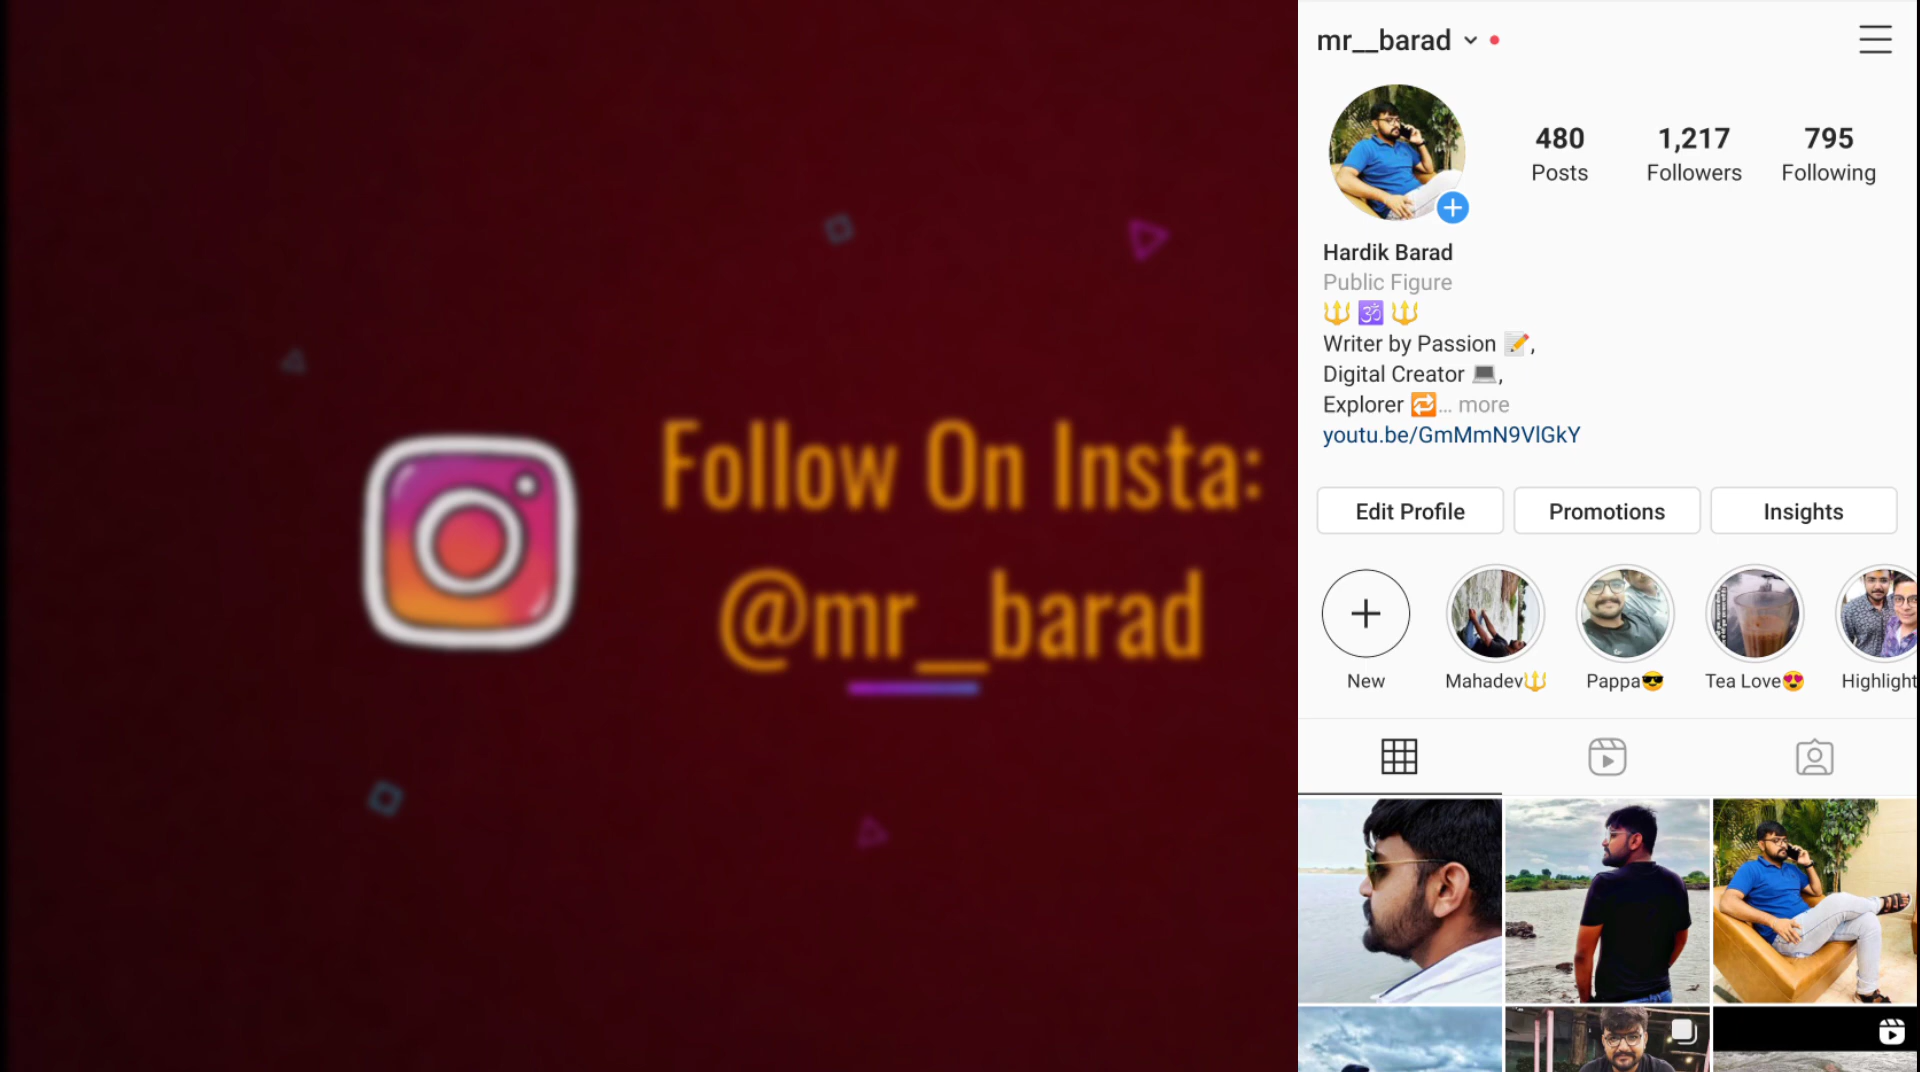 Follow On Insta:
@mr__barad
mr__barad
480 1,217 795
Posts Followers Following
Hardik Barad
Public Figure
🔱 🕉 🔱
Writer by Passion 📝,
Digital Creator 💻,
Explorer 🔁... more
youtu.be/GmMmN9VlGkY
Edit Profile Promotions Insights
New Mahadev🔱 Pappa😎 Tea Love😍 Highlight